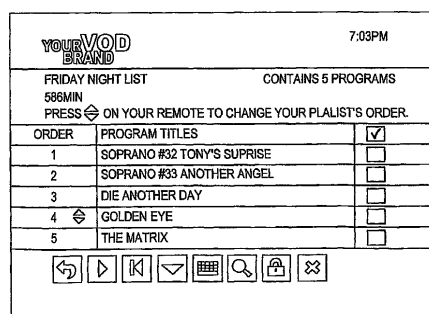 YOUR VOD BRAND
7:03PM
FRIDAY NIGHT LIST CONTAINS 5 PROGRAMS
586MIN
PRESS ON YOUR REMOTE TO CHANGE YOUR PLALIST'S ORDER.
ORDER PROGRAM TITLES
1 SOPRANO #32 TONY'S SUPRISE
2 SOPRANO #33 ANOTHER ANGEL
3 DIE ANOTHER DAY
4 GOLDEN EYE
5 THE MATRIX